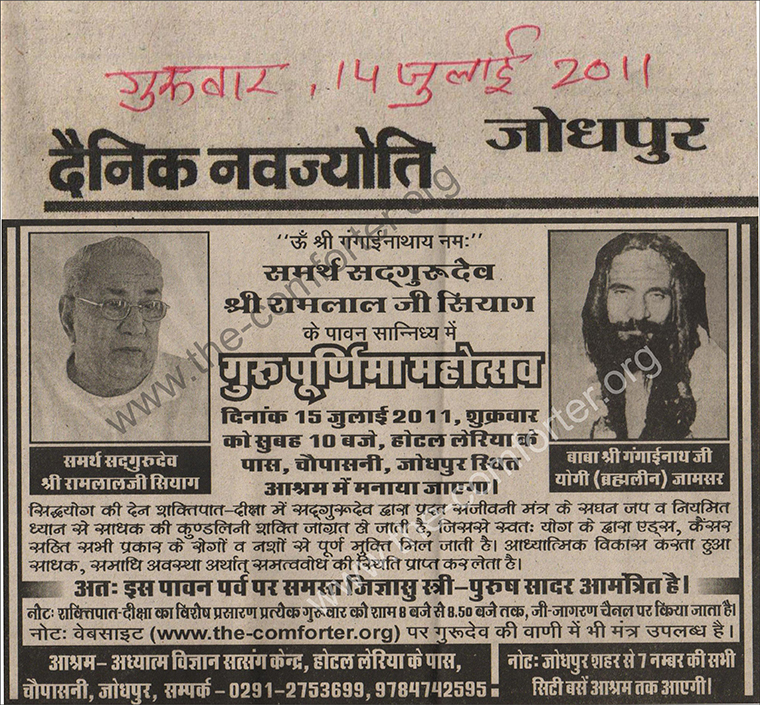 शुक्रवार, 14 जुलाई 2011
दैनिक नवज्योति
जोधपुर
"ॐ श्री गंगाईनाथाय नमः"
समर्थ सद्गुरूदेव
श्री रामलाल जी सियाग
के पावन सान्निध्य में
गुरू पूर्णिमा महोत्सव
दिनांक 15 जुलाई 2011, शुक्रवार
को सुबह 10 बजे, होटल लेरिया के
पास, चौपासनी, जोधपुर स्थित
आश्रम में मनाया जाएगा।
समर्थ सद्गुरुदेव
श्री रामलालजी सियाग
बाबा श्री गंगाईनाथ जी
योगी (ब्रह्मलीन) जामसर
सिद्धयोग की देन शक्तिपात-दीक्षा में सद्गुरूदेव द्वारा प्रदत्त संजीवनी मंत्र के सघन जप व नियमित
ध्यान से साधक की कुण्डलिनी शक्ति जाग्रत हो जाती है, जिससे स्वतः योग के द्वारा एड्स, कैंसर
सहित सभी प्रकार के रोगों व नशों से पूर्ण मुक्ति मिल जाती है। आध्यात्मिक विकास करता हुआ
साधक, समाधि अवस्था अर्थात् समत्वबोध की स्थिति प्राप्त कर लेता है।
अतः इस पावन पर्व पर समस्त जिज्ञासु स्त्री-पुरुष सादर आमंत्रित है।
नोटः शक्तिपात-दीक्षा का विशेष प्रसारण प्रत्येक गुरूवार को शाम 8 बजे से 8.50 बजे तक, जी-जागरण चैनल पर किया जाता है।
नोटः वेबसाइट (www.the-comforter.org) पर गुरूदेव की वाणी में भी मंत्र उपलब्ध है।
आश्रम- अध्यात्म विज्ञान सत्संग केन्द्र, होटल लेरिया के पास,
चौपासनी, जोधपुर, सम्पर्क - 0291-2753699, 9784742595
नोटः जोधपुर शहर से 7 नम्बर की सभी
सिटी बसें आश्रम तक आएगी।
www.the-comforter.org
www.the-comforter.org